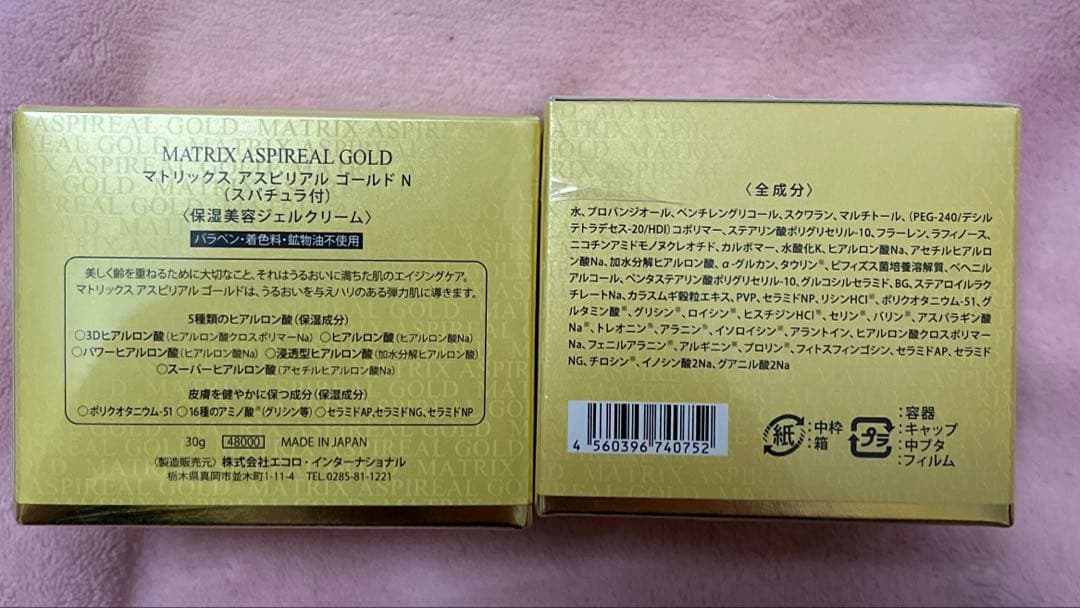 MATRIX ASPIREAL GOLD
マトリックス アスピリアル ゴールド N
(スパチュラ付)
〈保湿美容ジェルクリーム〉
パラベン・着色料・鉱物油不使用
美しく齢を重ねるために大切なこと、それはうるおいに満ちた肌のエイジングケア。
マトリックス アスピリアル ゴールドは、うるおいを与えハリのある弾力肌に導きます。
5種類のヒアルロン酸(保湿成分)
○3Dヒアルロン酸(ヒアルロン酸クロスポリマーNa) ○ヒアルロン酸(ヒアルロン酸Na)
○パワーヒアルロン酸(ヒアルロン酸Na) ○浸透型ヒアルロン酸(加水分解ヒアルロン酸)
○スーパーヒアルロン酸(アセチルヒアルロン酸Na)
皮膚を健やかに保つ成分(保湿成分)
○ポリクオタニウム-51 ○16種のアミノ酸※(グリシン等) ○セラミドAP、セラミドNG、セラミドNP
30g 48000 MADE IN JAPAN
〈製造販売元〉株式会社エコロ・インターナショナル
栃木県真岡市並木町1-11-4 TEL.0285-81-1221
〈全成分〉
水、プロパンジオール、ペンチレングリコール、スクワラン、マルチトール、(PEG-240/デシル
テトラデセス-20/HDI)コポリマー、ステアリン酸ポリグリセリル-10、フラーレン、ラフィノース、
ニコチンアミドモノヌクレオチド、カルボマー、水酸化K、ヒアルロン酸Na、アセチルヒアルロ
ン酸Na、加水分解ヒアルロン酸、α-グルカン、タウリン※、ビフィズス菌培養溶解質、ベヘニル
アルコール、ペンタステアリン酸ポリグリセリル-10、グルコシルセラミド、BG、ステアロイルラ
クチレートNa、カラスムギ穀粒エキス、PVP、セラミドNP、リシンHCl※、ポリクオタニウム-51、グ
ルタミン酸※、グリシン※、ロイシン※、ヒスチジンHCl※、セリン※、バリン※、アスパラギン酸
Na※、トレオニン※、アラニン※、イソロイシン※、アラントイン、ヒアルロン酸クロスポリマー
Na、フェニルアラニン※、アルギニン※、プロリン※、フィトスフィンゴシン、セラミドAP、セラミド
NG、チロシン※、イノシン酸2Na、グアニル酸2Na
4 560396 740752
紙 :中枠
箱
プラ :容器
キャップ
中ブタ
フィルム